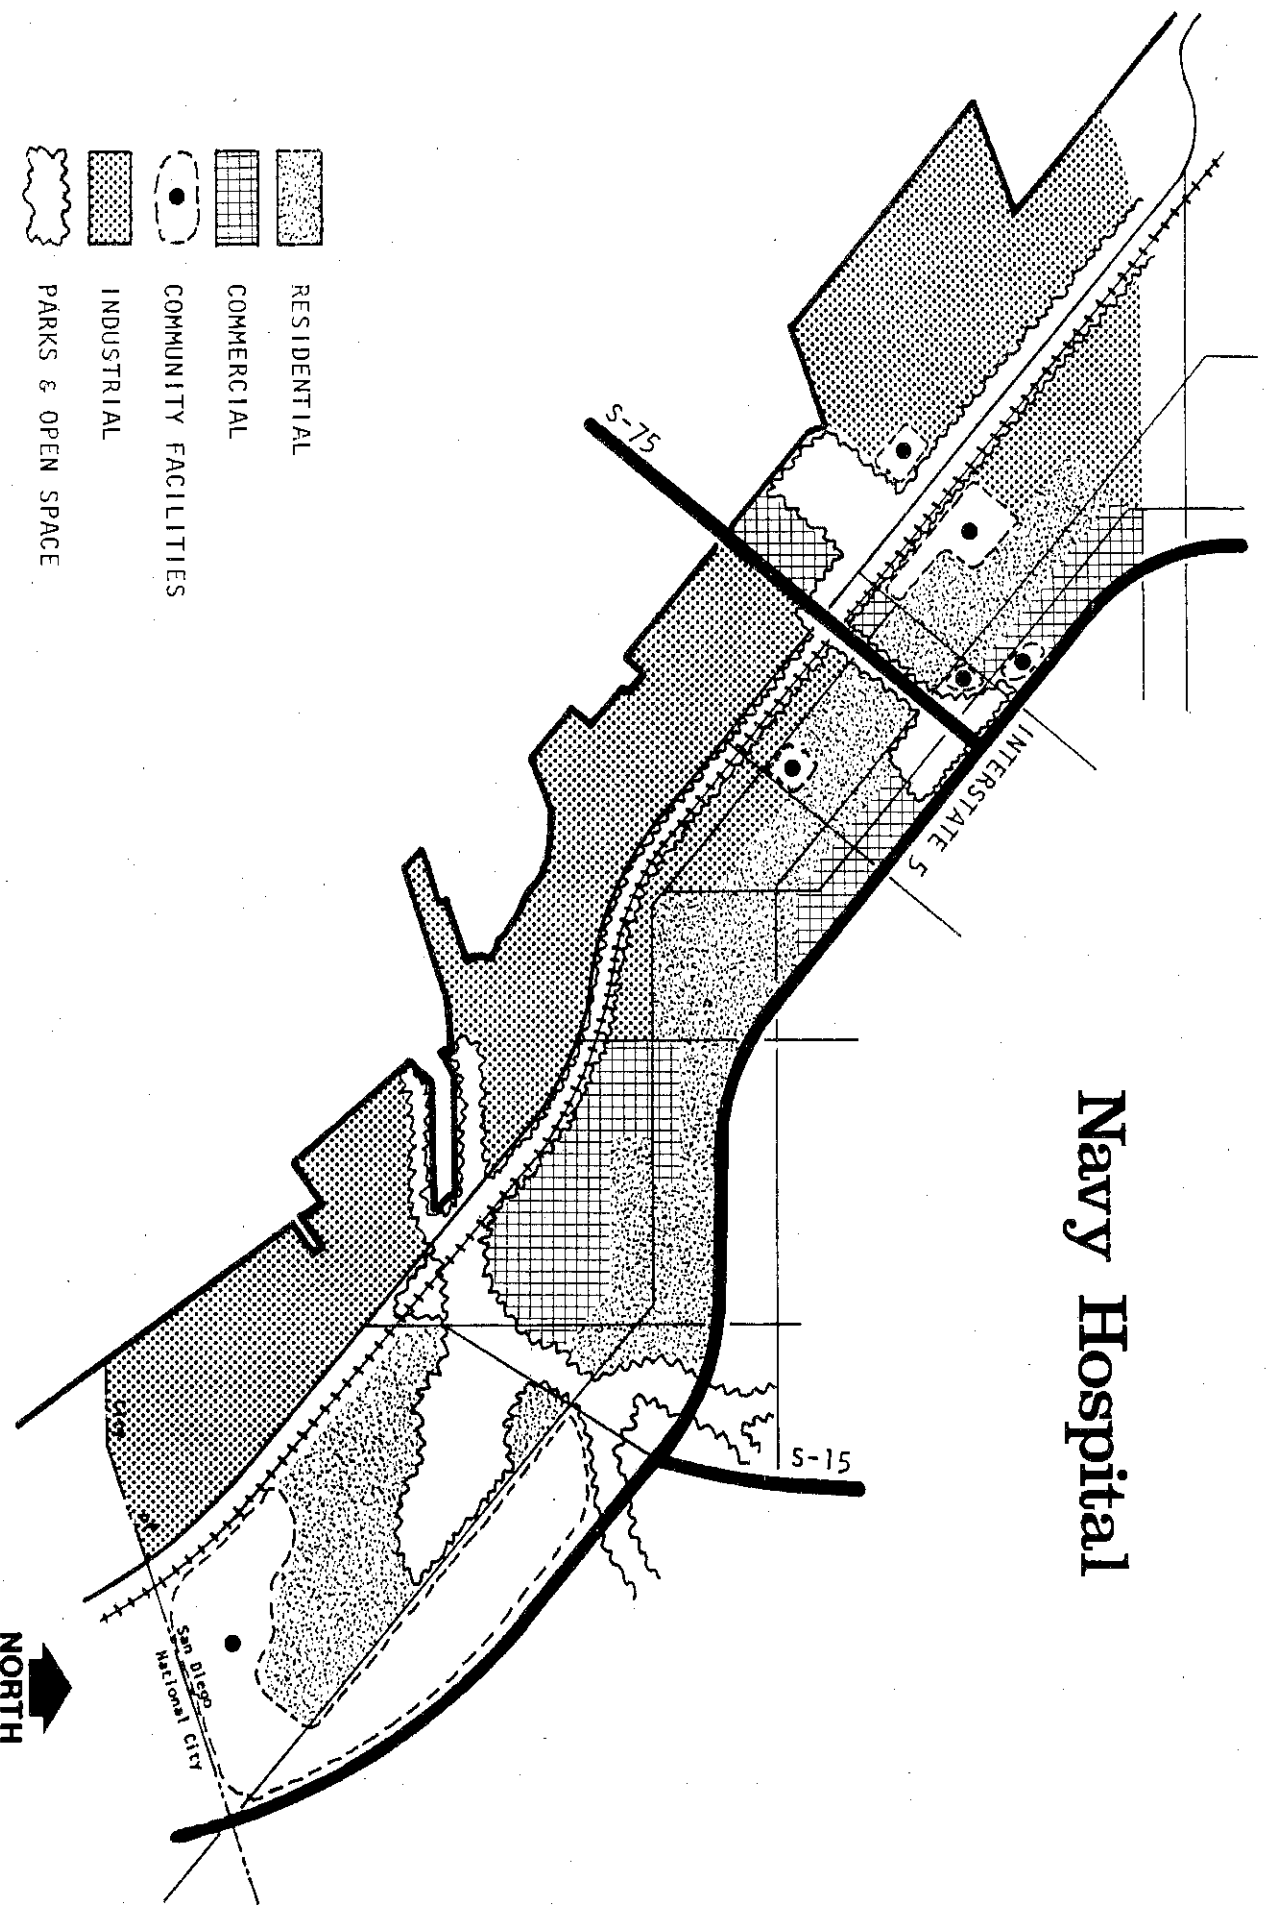 Navy Hospital
INTERSTATE 5
S-75
S-15
RESIDENTIAL
COMMERCIAL
COMMUNITY FACILITIES
INDUSTRIAL
PARKS & OPEN SPACE
San Diego
National City
NORTH